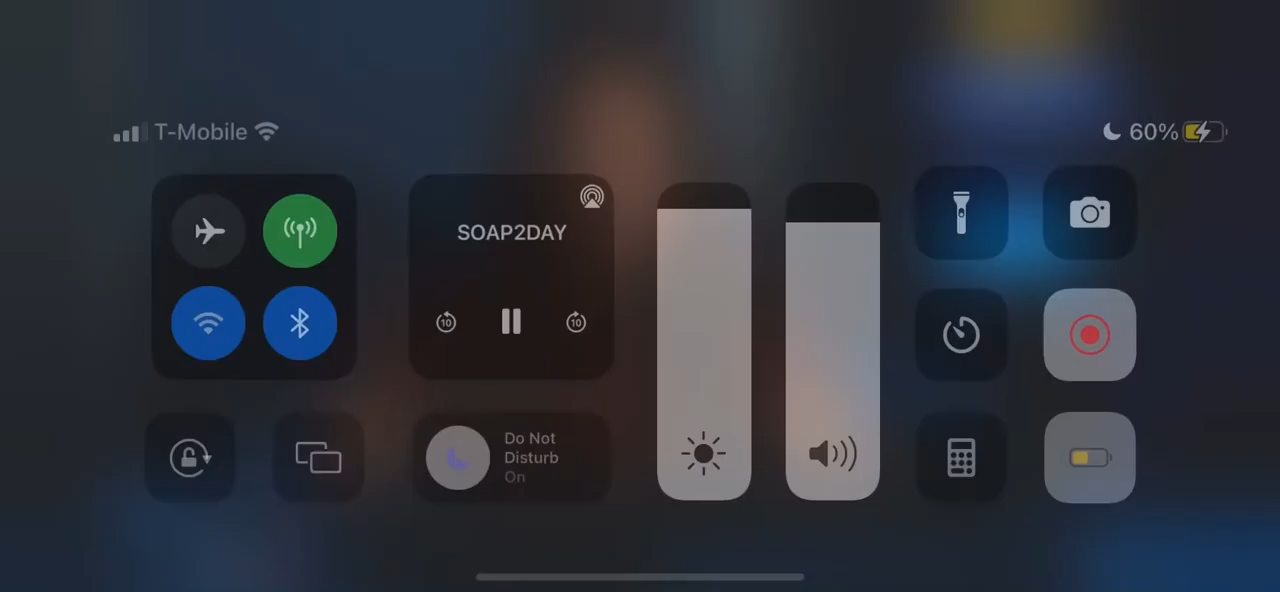 T-Mobile
60%
SOAP2DAY
10
10
Do Not
Disturb
On